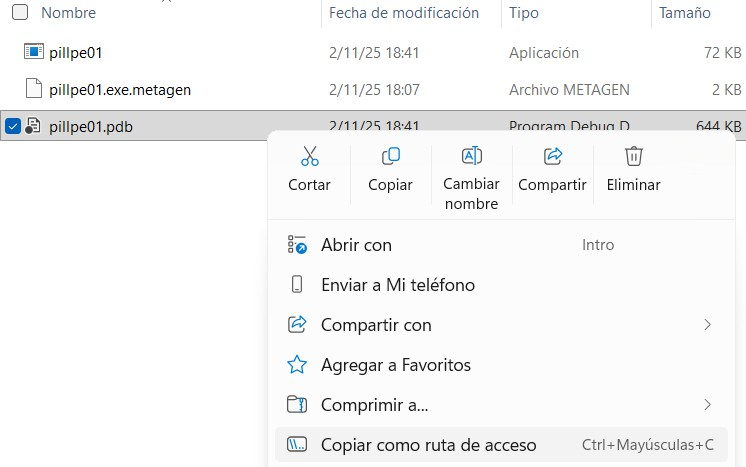 Nombre Fecha de modificación Tipo Tamaño
pillpe01 2/11/25 18:41 Aplicación 72 KB
pillpe01.exe.metagen 2/11/25 18:07 Archivo METAGEN 2 KB
pillpe01.pdb 2/11/25 18:41 Program Debug D 644 KB
Cortar Copiar Cambiar nombre Compartir Eliminar
Abrir con Intro
Enviar a Mi teléfono
Compartir con
Agregar a Favoritos
Comprimir a...
Copiar como ruta de acceso Ctrl+Mayúsculas+C